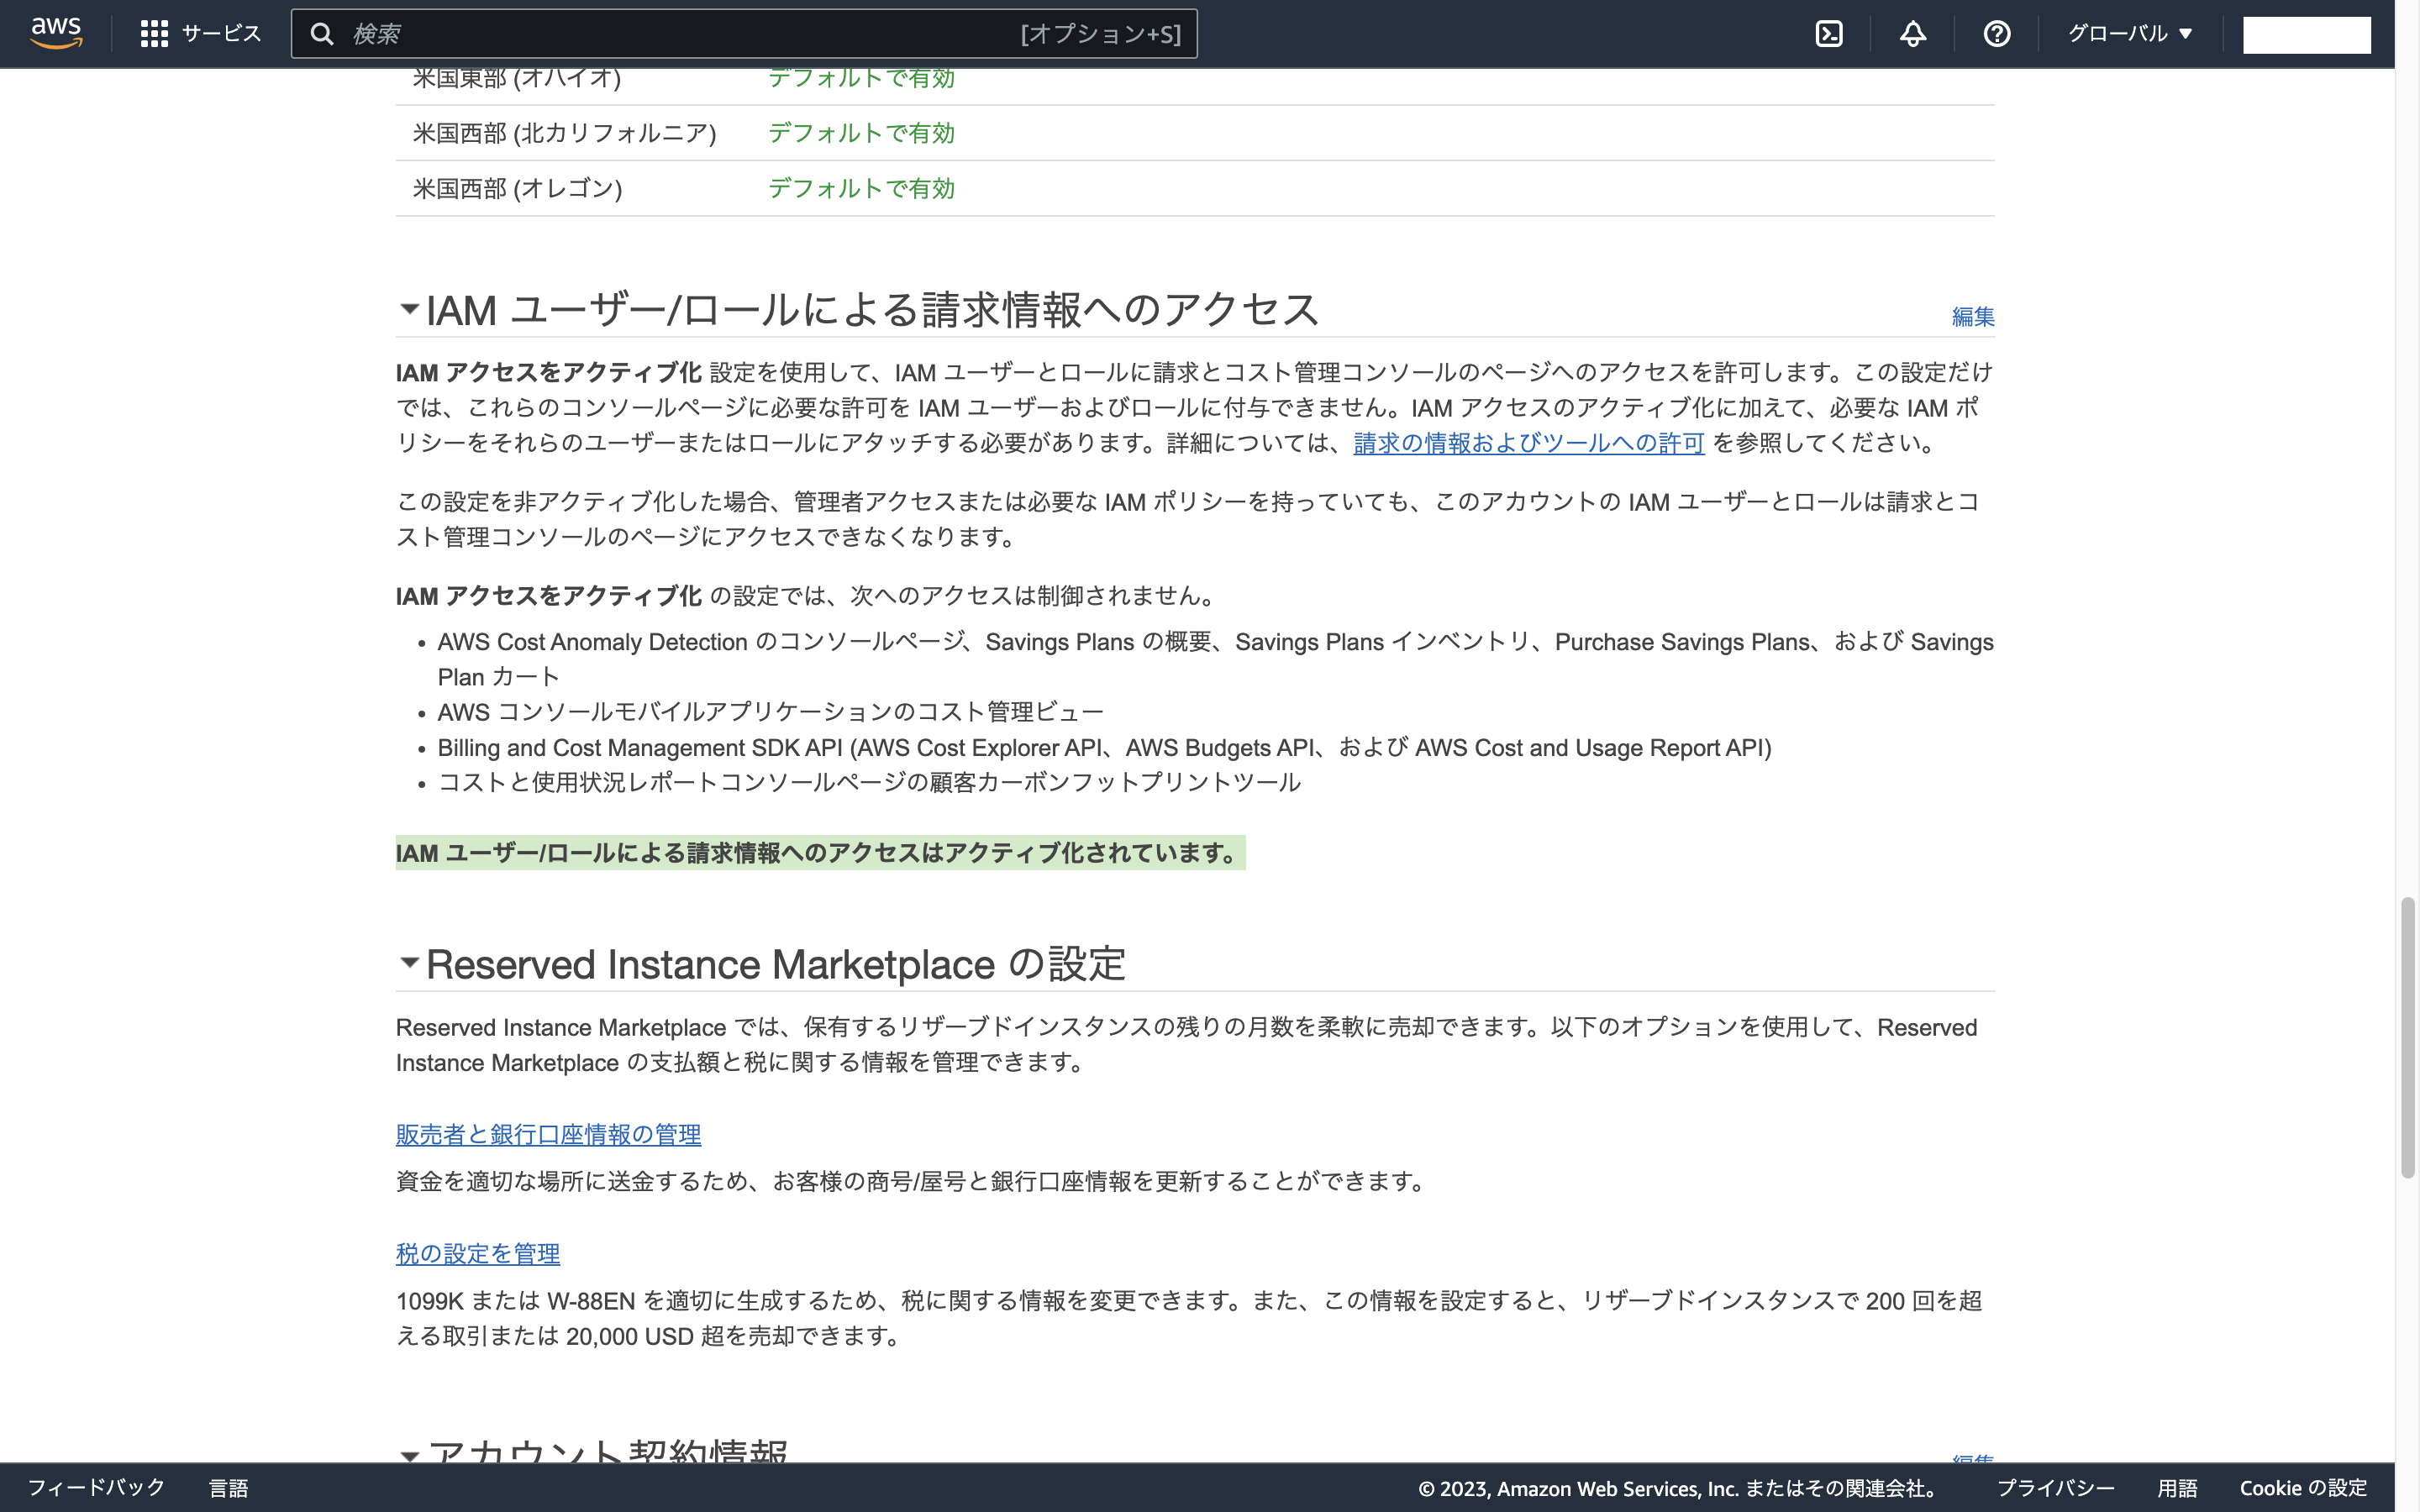 aws
サービス
検索
[オプション+S]
グローバル ▼
米国東部 (オハイオ) デフォルトで有効
米国西部 (北カリフォルニア) デフォルトで有効
米国西部 (オレゴン) デフォルトで有効
IAM ユーザー/ロールによる請求情報へのアクセス
編集
IAM アクセスをアクティブ化 設定を使用して、IAM ユーザーとロールに請求とコスト管理コンソールのページへのアクセスを許可します。この設定だけ
では、これらのコンソールページに必要な許可を IAM ユーザーおよびロールに付与できません。IAM アクセスのアクティブ化に加えて、必要な IAM ポ
リシーをそれらのユーザーまたはロールにアタッチする必要があります。詳細については、請求の情報およびツールへの許可 を参照してください。
この設定を非アクティブ化した場合、管理者アクセスまたは必要な IAM ポリシーを持っていても、このアカウントの IAM ユーザーとロールは請求とコ
スト管理コンソールのページにアクセスできなくなります。
IAM アクセスをアクティブ化 の設定では、次へのアクセスは制御されません。
• AWS Cost Anomaly Detection のコンソールページ、Savings Plans の概要、Savings Plans インベントリ、Purchase Savings Plans、および Savings
Plan カート
• AWS コンソールモバイルアプリケーションのコスト管理ビュー
• Billing and Cost Management SDK API (AWS Cost Explorer API、AWS Budgets API、および AWS Cost and Usage Report API)
• コストと使用状況レポートコンソールページの顧客カーボンフットプリントツール
IAM ユーザー/ロールによる請求情報へのアクセスはアクティブ化されています。
Reserved Instance Marketplace の設定
Reserved Instance Marketplace では、保有するリザーブドインスタンスの残りの月数を柔軟に売却できます。以下のオプションを使用して、Reserved
Instance Marketplace の支払額と税に関する情報を管理できます。
販売者と銀行口座情報の管理
資金を適切な場所に送金するため、お客様の商号/屋号と銀行口座情報を更新することができます。
税の設定を管理
1099K または W-88EN を適切に生成するため、税に関する情報を変更できます。また、この情報を設定すると、リザーブドインスタンスで 200 回を超
える取引または 20,000 USD 超を売却できます。
アカウント契約情報
編集
フィードバック
言語
© 2023, Amazon Web Services, Inc. またはその関連会社。
プライバシー
用語
Cookie の設定